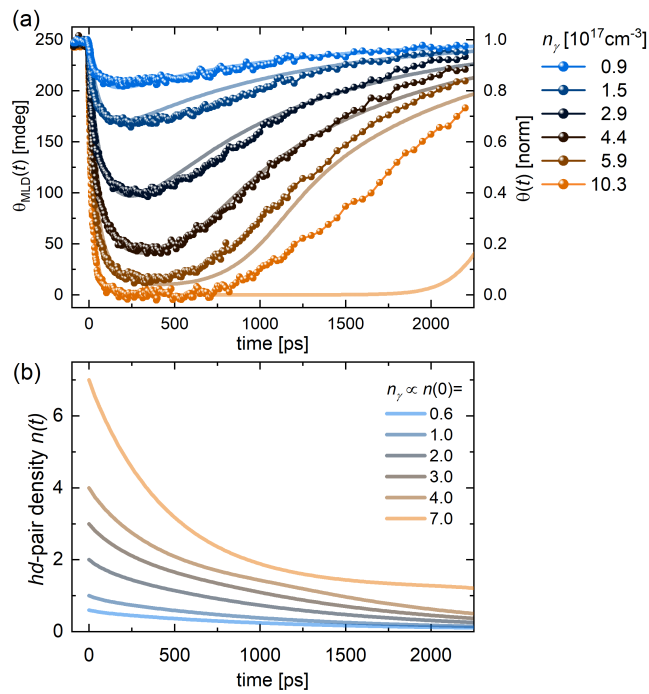 (a)
nγ [10¹⁷cm⁻³]
0.9
1.5
2.9
4.4
5.9
10.3
θMLD(t) [mdeg]
250
200
150
100
50
0
1.0
0.8
0.6
0.4
0.2
0.0
θ(t) [norm]
0 500 1000 1500 2000
time [ps]
(b)
nγ ∝ n(0)=
0.6
1.0
2.0
3.0
4.0
7.0
hd-pair density n(t)
6
4
2
0
0 500 1000 1500 2000
time [ps]